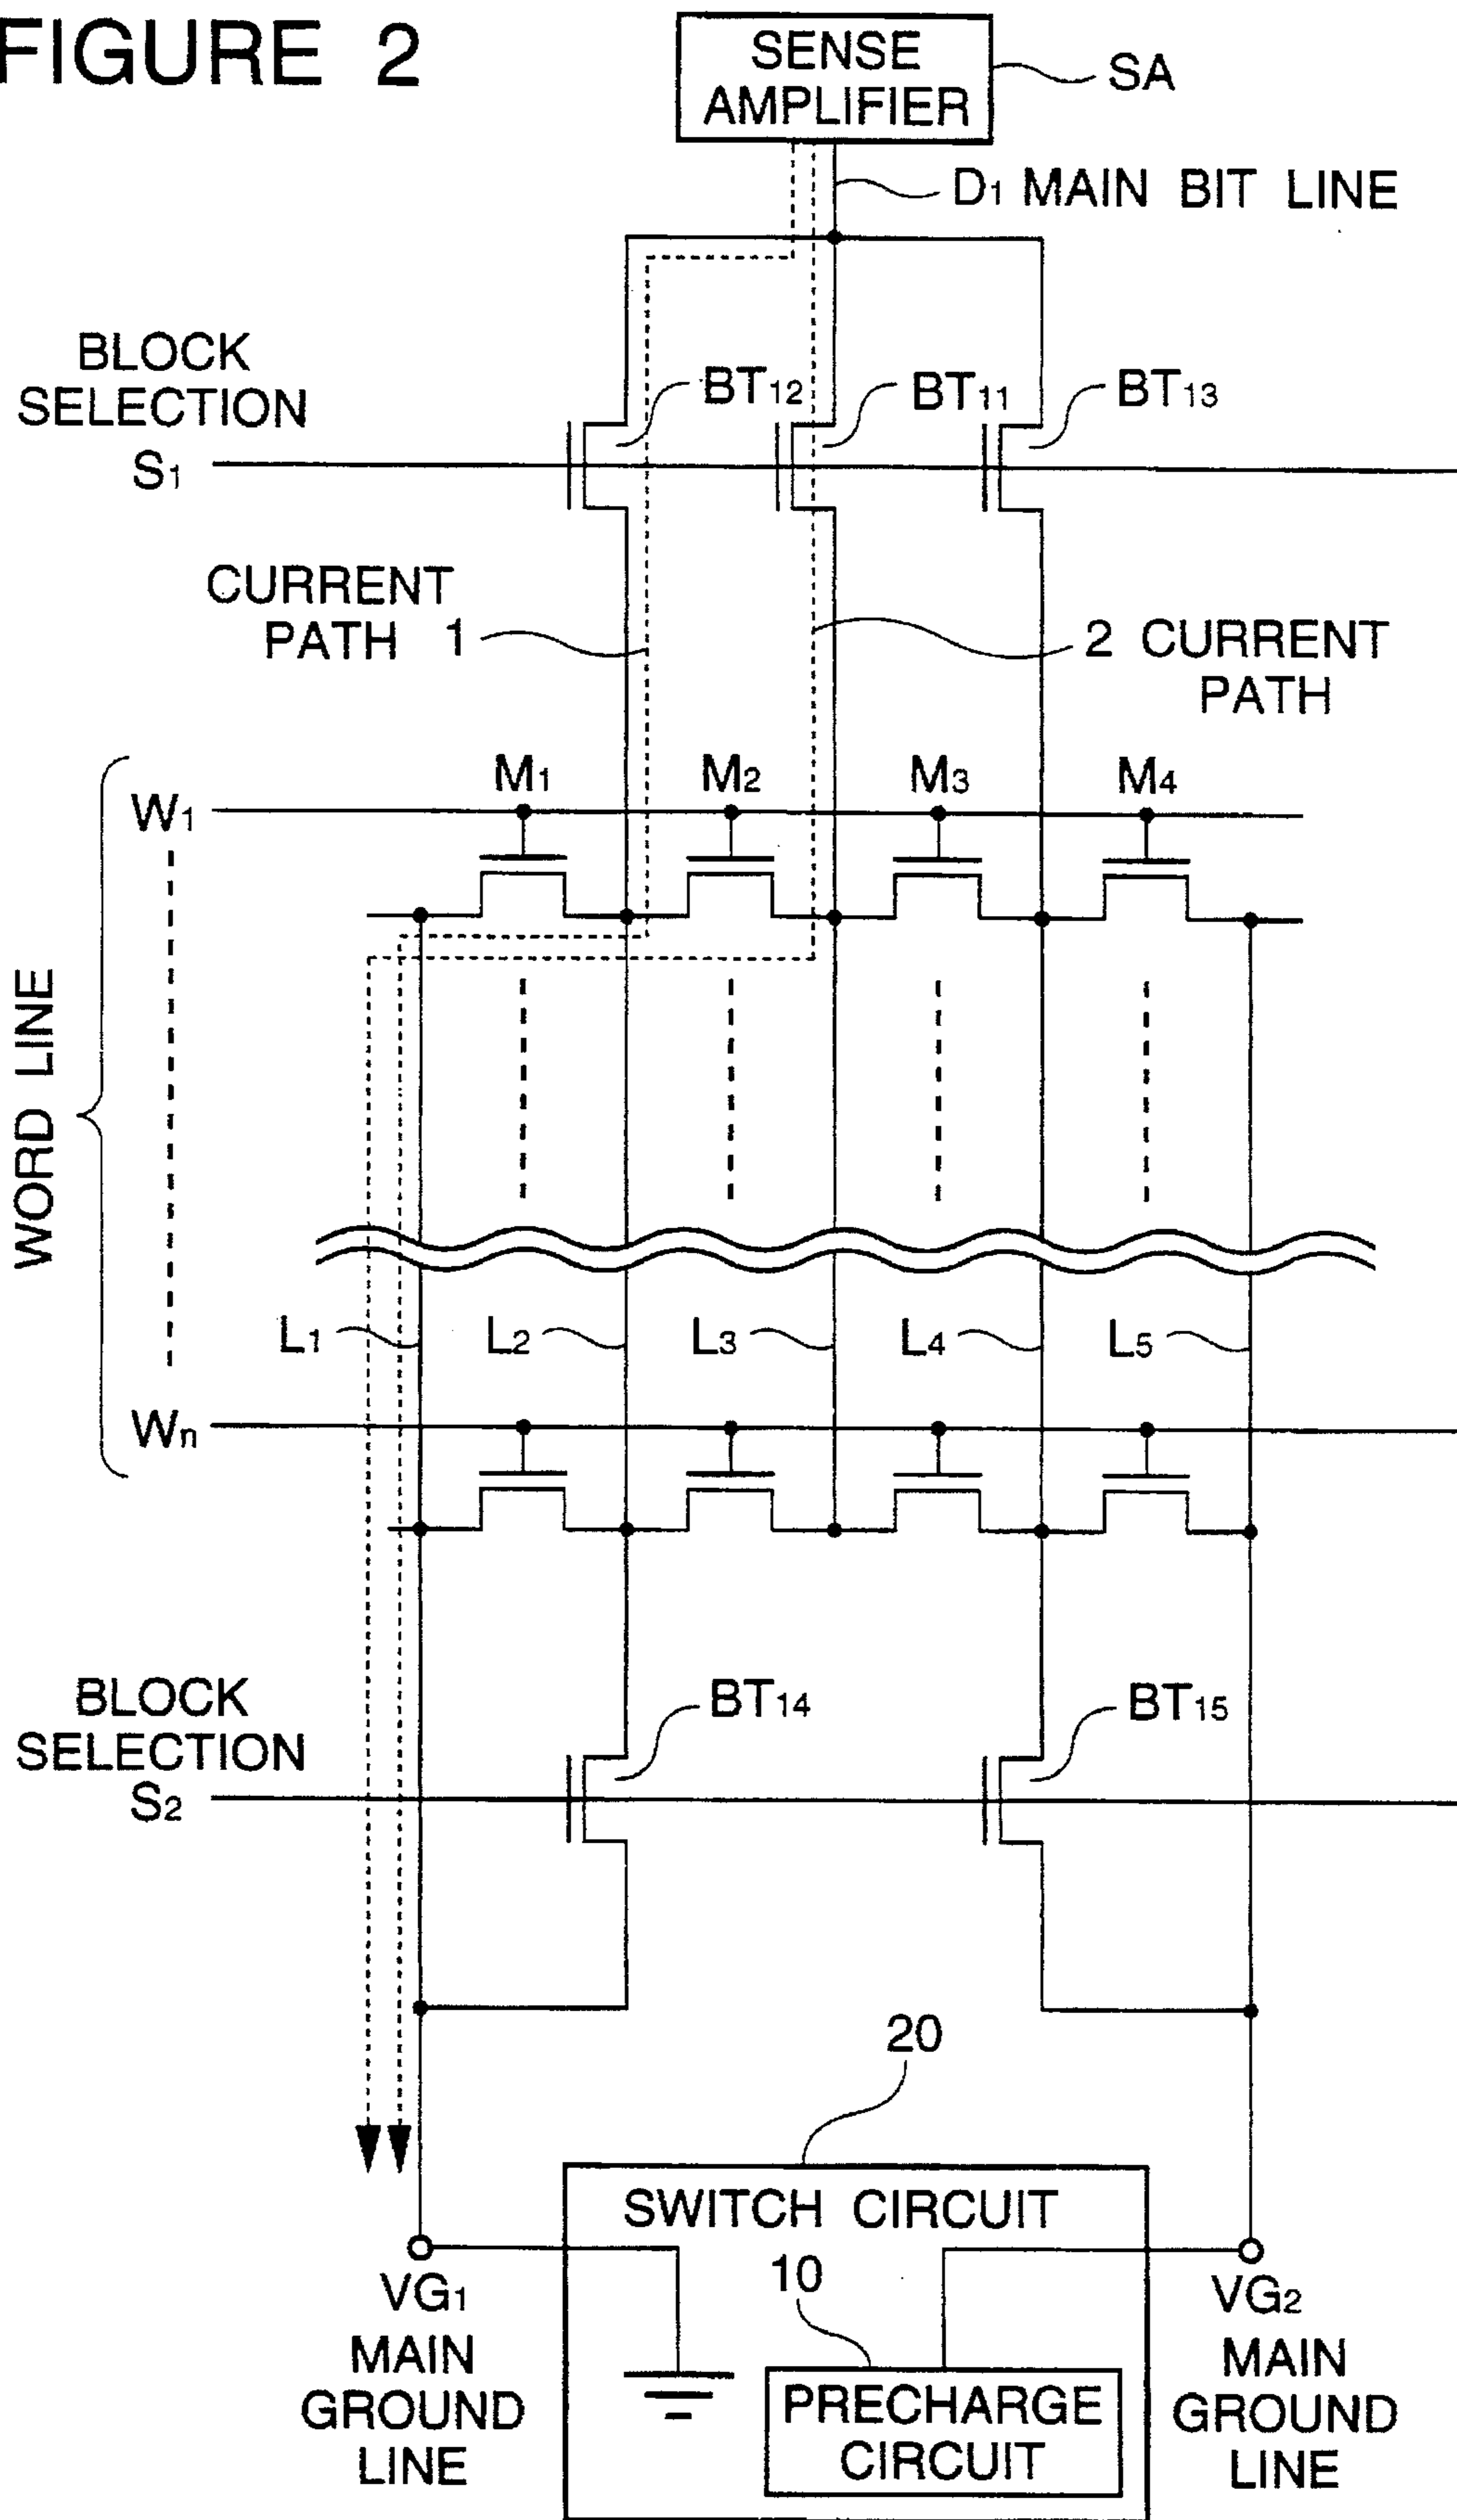 FIGURE 2
SENSE
AMPLIFIER
SA
D1 MAIN BIT LINE
BLOCK
SELECTION
S1
BT12
BT11
BT13
CURRENT
PATH 1
2 CURRENT
PATH
WORD LINE
W1
M1
M2
M3
M4
L1
L2
L3
L4
L5
Wn
BLOCK
SELECTION
S2
BT14
BT15
20
SWITCH CIRCUIT
10
PRECHARGE
CIRCUIT
VG1
MAIN
GROUND
LINE
VG2
MAIN
GROUND
LINE